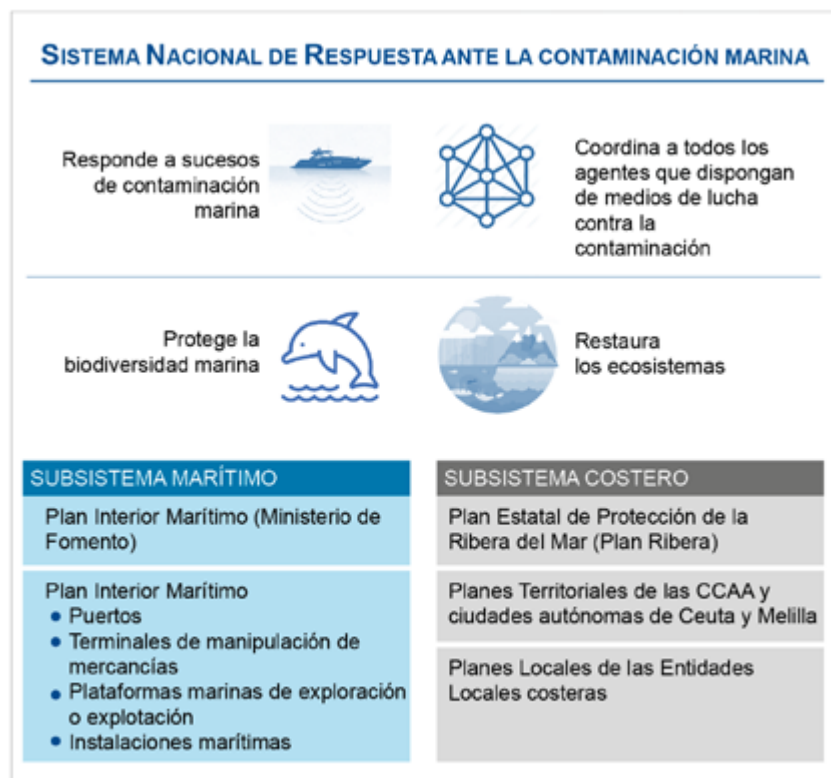 SISTEMA NACIONAL DE RESPUESTA ANTE LA CONTAMINACIÓN MARINA
Responde a sucesos
de contaminación
marina
Coordina a todos los
agentes que dispongan
de medios de lucha
contra la
contaminación
Protege la
biodiversidad marina
Restaura
los ecosistemas
SUBSISTEMA MARÍTIMO
Plan Interior Marítimo (Ministerio de
Fomento)
Plan Interior Marítimo
• Puertos
• Terminales de manipulación de
mercancías
• Plataformas marinas de exploración
o explotación
• Instalaciones marítimas
SUBSISTEMA COSTERO
Plan Estatal de Protección de la
Ribera del Mar (Plan Ribera)
Planes Territoriales de las CCAA y
ciudades autónomas de Ceuta y Melilla
Planes Locales de las Entidades
Locales costeras